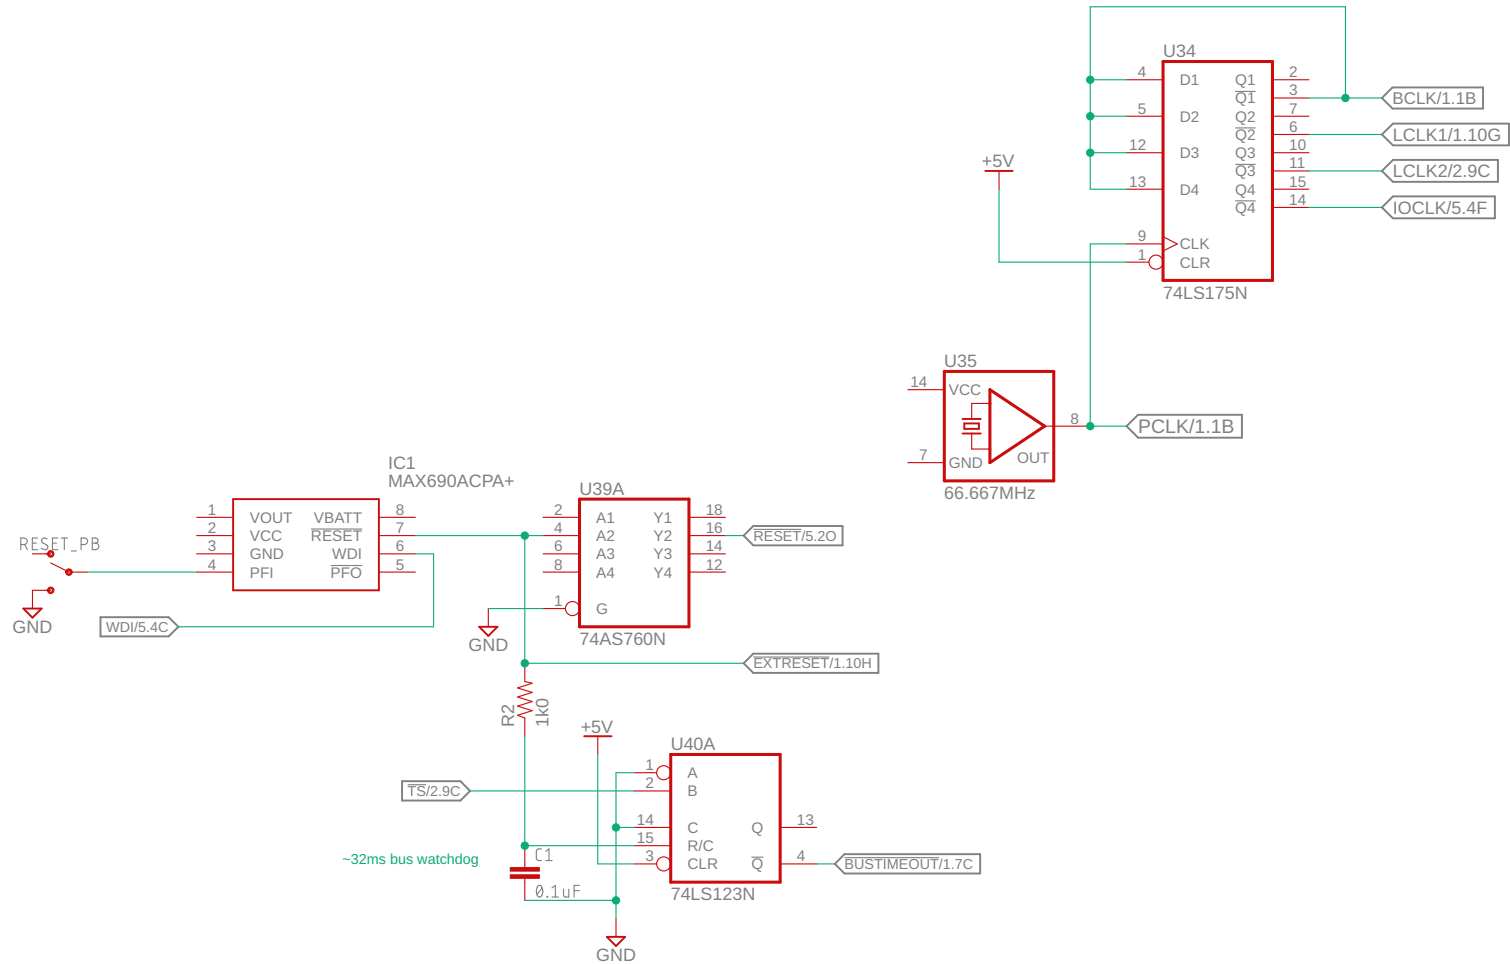 U34
4 D1 Q1 2
3 Q1 BCLK/1.1B
5 D2 Q2 7
6 Q2 LCLK1/1.10G
12 D3 Q3 10
11 Q3 LCLK2/2.9C
13 D4 Q4 15
14 Q4 IOCLK/5.4F
9 CLK
1 CLR
74LS175N
+5V
U35
14 VCC
8 PCLK/1.1B
7 GND OUT
66.667MHz
IC1
MAX690ACPA+
1 VOUT VBATT 8
2 VCC RESET 7
3 GND WDI 6
4 PFI PFO 5
RESET_PB
GND
WDI/5.4C
U39A
2 A1 Y1 18
4 A2 Y2 16 RESET/5.2O
6 A3 Y3 14
8 A4 Y4 12
1 G
GND
74AS760N
EXTRESET/1.10H
R2
1k0
+5V
U40A
1 A
TS/2.9C 2 B
14 C Q 13
15 R/C
3 CLR Q 4 BUSTIMEOUT/1.7C
74LS123N
~32ms bus watchdog
C1
0.1uF
GND